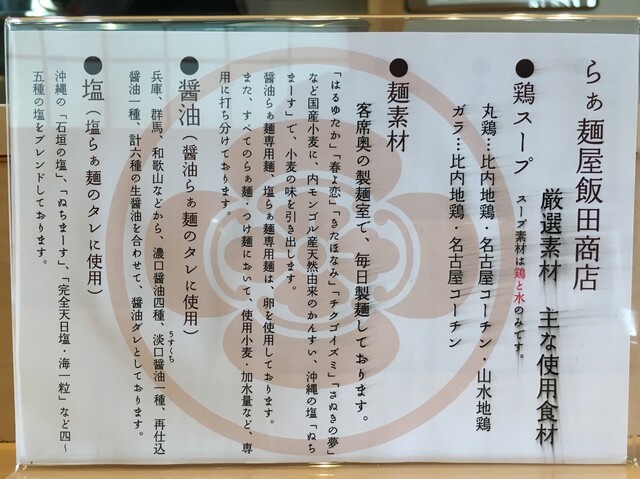 らぁ麺屋飯田商店
厳選素材　主な使用食材
●鶏スープ　スープ素材は鶏と水のみです。
丸鶏…比内地鶏・名古屋コーチン・山水地鶏
ガラ…比内地鶏・名古屋コーチン
●麺素材
客席奥の製麺室で、毎日製麺しております。
「はるゆたか」「春よ恋」「きたほなみ」「チクゴイズミ」「さぬきの夢」
など国産小麦に、内モンゴル産天然由来のかんすい、沖縄の塩「ぬち
まーす」で、小麦の味を引き出します。
醤油らぁ麺専用麺、塩らぁ麺専用麺は、卵を使用しております。
また、すべてのらぁ麺・つけ麺において、使用小麦・加水量など、専
用に打ち分けております。
●醤油（醤油らぁ麺のタレに使用）
兵庫、群馬、和歌山などから、濃口醤油四種、淡口醤油一種、再仕込
うすくち
醤油一種、計六種の生醤油を合わせて、醤油ダレとしております。
●塩（塩らぁ麺のタレに使用）
沖縄の「石垣の塩」、「ぬちまーす」、「完全天日塩・海一粒」など四～
五種の塩をブレンドしております。